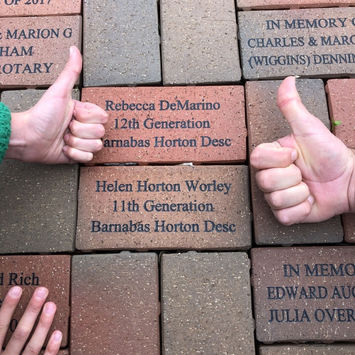 OF 2017
& MARION G
HAM
ROTARY
IN MEMORY
CHARLES & MARG
(WIGGINS) DENNIN
Rebecca DeMarino
12th Generation
Barnabas Horton Desc
Helen Horton Worley
11th Generation
Barnabas Horton Desc
Rich
IN MEMO
EDWARD AUG
JULIA OVER